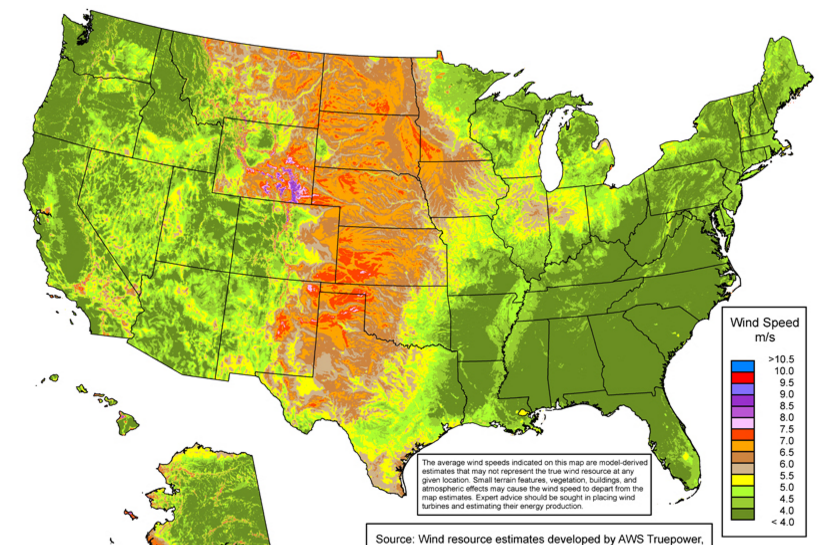 Wind Speed
m/s
>10.5
10.0
9.5
9.0
8.5
8.0
7.5
7.0
6.5
6.0
5.5
5.0
4.5
4.0
< 4.0
The average wind speeds indicated on this map are model-derived
estimates that may not represent the true wind resource at any
given location. Small terrain features, vegetation, buildings, and
atmospheric effects may cause the wind speed to depart from the
map estimates. Expert advice should be sought in placing wind
turbines and estimating their energy production.
Source: Wind resource estimates developed by AWS Truepower,